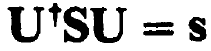 U†SU = s